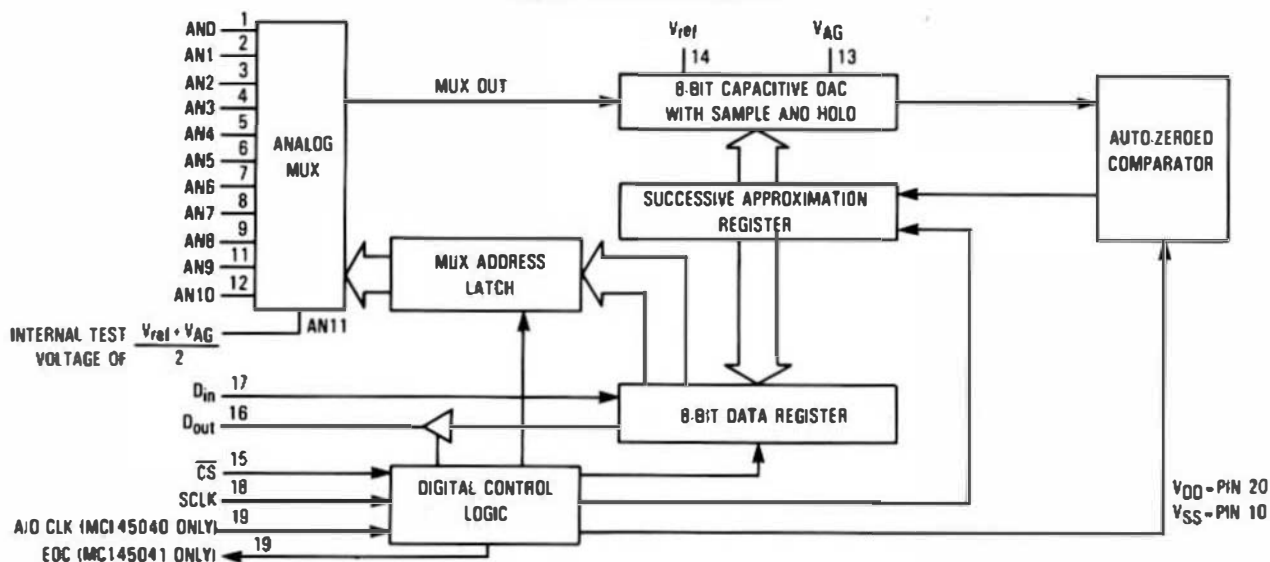 AN0 1
AN1 2
AN2 3
AN3 4
AN4 5
AN5 6
AN6 7
AN7 8
AN8 9
AN9 11
AN10 12
ANALOG
MUX
AN11
INTERNAL TEST
VOLTAGE OF
Vref + VAG
2
MUX OUT
Vref
14
VAG
13
8-BIT CAPACITIVE DAC
WITH SAMPLE AND HOLD
AUTO-ZEROED
COMPARATOR
SUCCESSIVE APPROXIMATION
REGISTER
MUX ADDRESS
LATCH
Din 17
Dout 16
8-BIT DATA REGISTER
CS 15
SCLK 18
A/D CLK (MC145040 ONLY) 19
EOC (MC145041 ONLY) 19
DIGITAL CONTROL
LOGIC
VDD = PIN 20
VSS = PIN 10